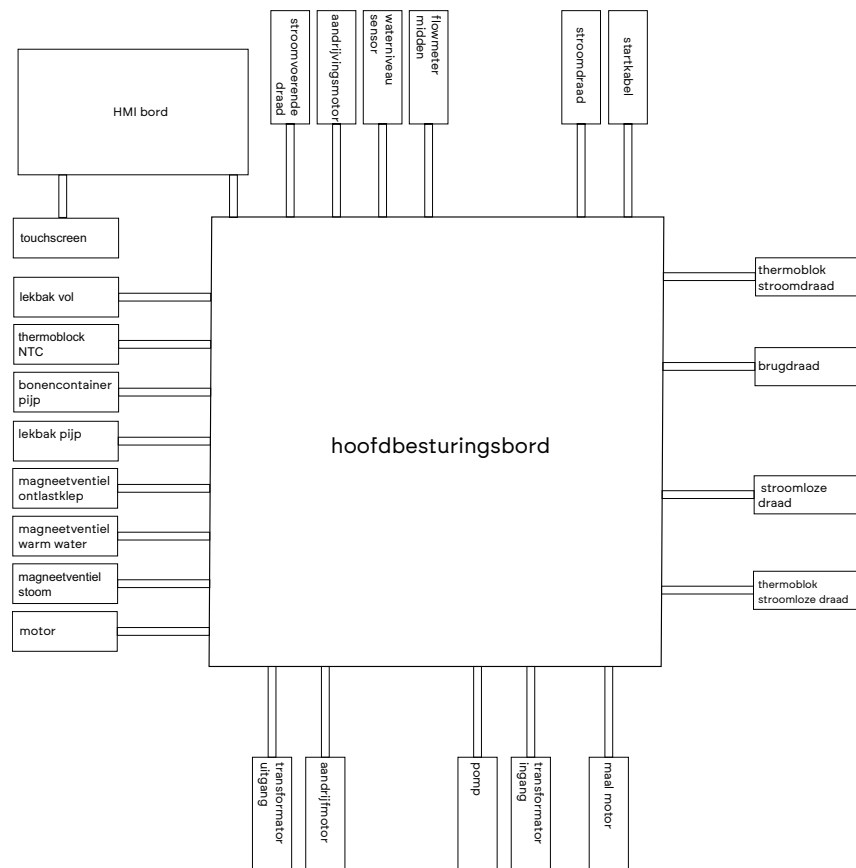 HMI bord
stroomvoerende
draad
aandrijvingsmotor
waterniveau
sensor
flowmeter
midden
stroomdraad
startkabel
touchscreen
lekbak vol
thermoblock
NTC
bonencontainer
pijp
lekbak pijp
magneetventiel
ontlastklep
magneetventiel
warm water
magneetventiel
stoom
motor
hoofdbesturingsbord
thermoblok
stroomdraad
brugdraad
stroomloze
draad
thermoblok
stroomloze draad
transformator
uitgang
aandrijfmotor
pomp
transformator
ingang
maal motor